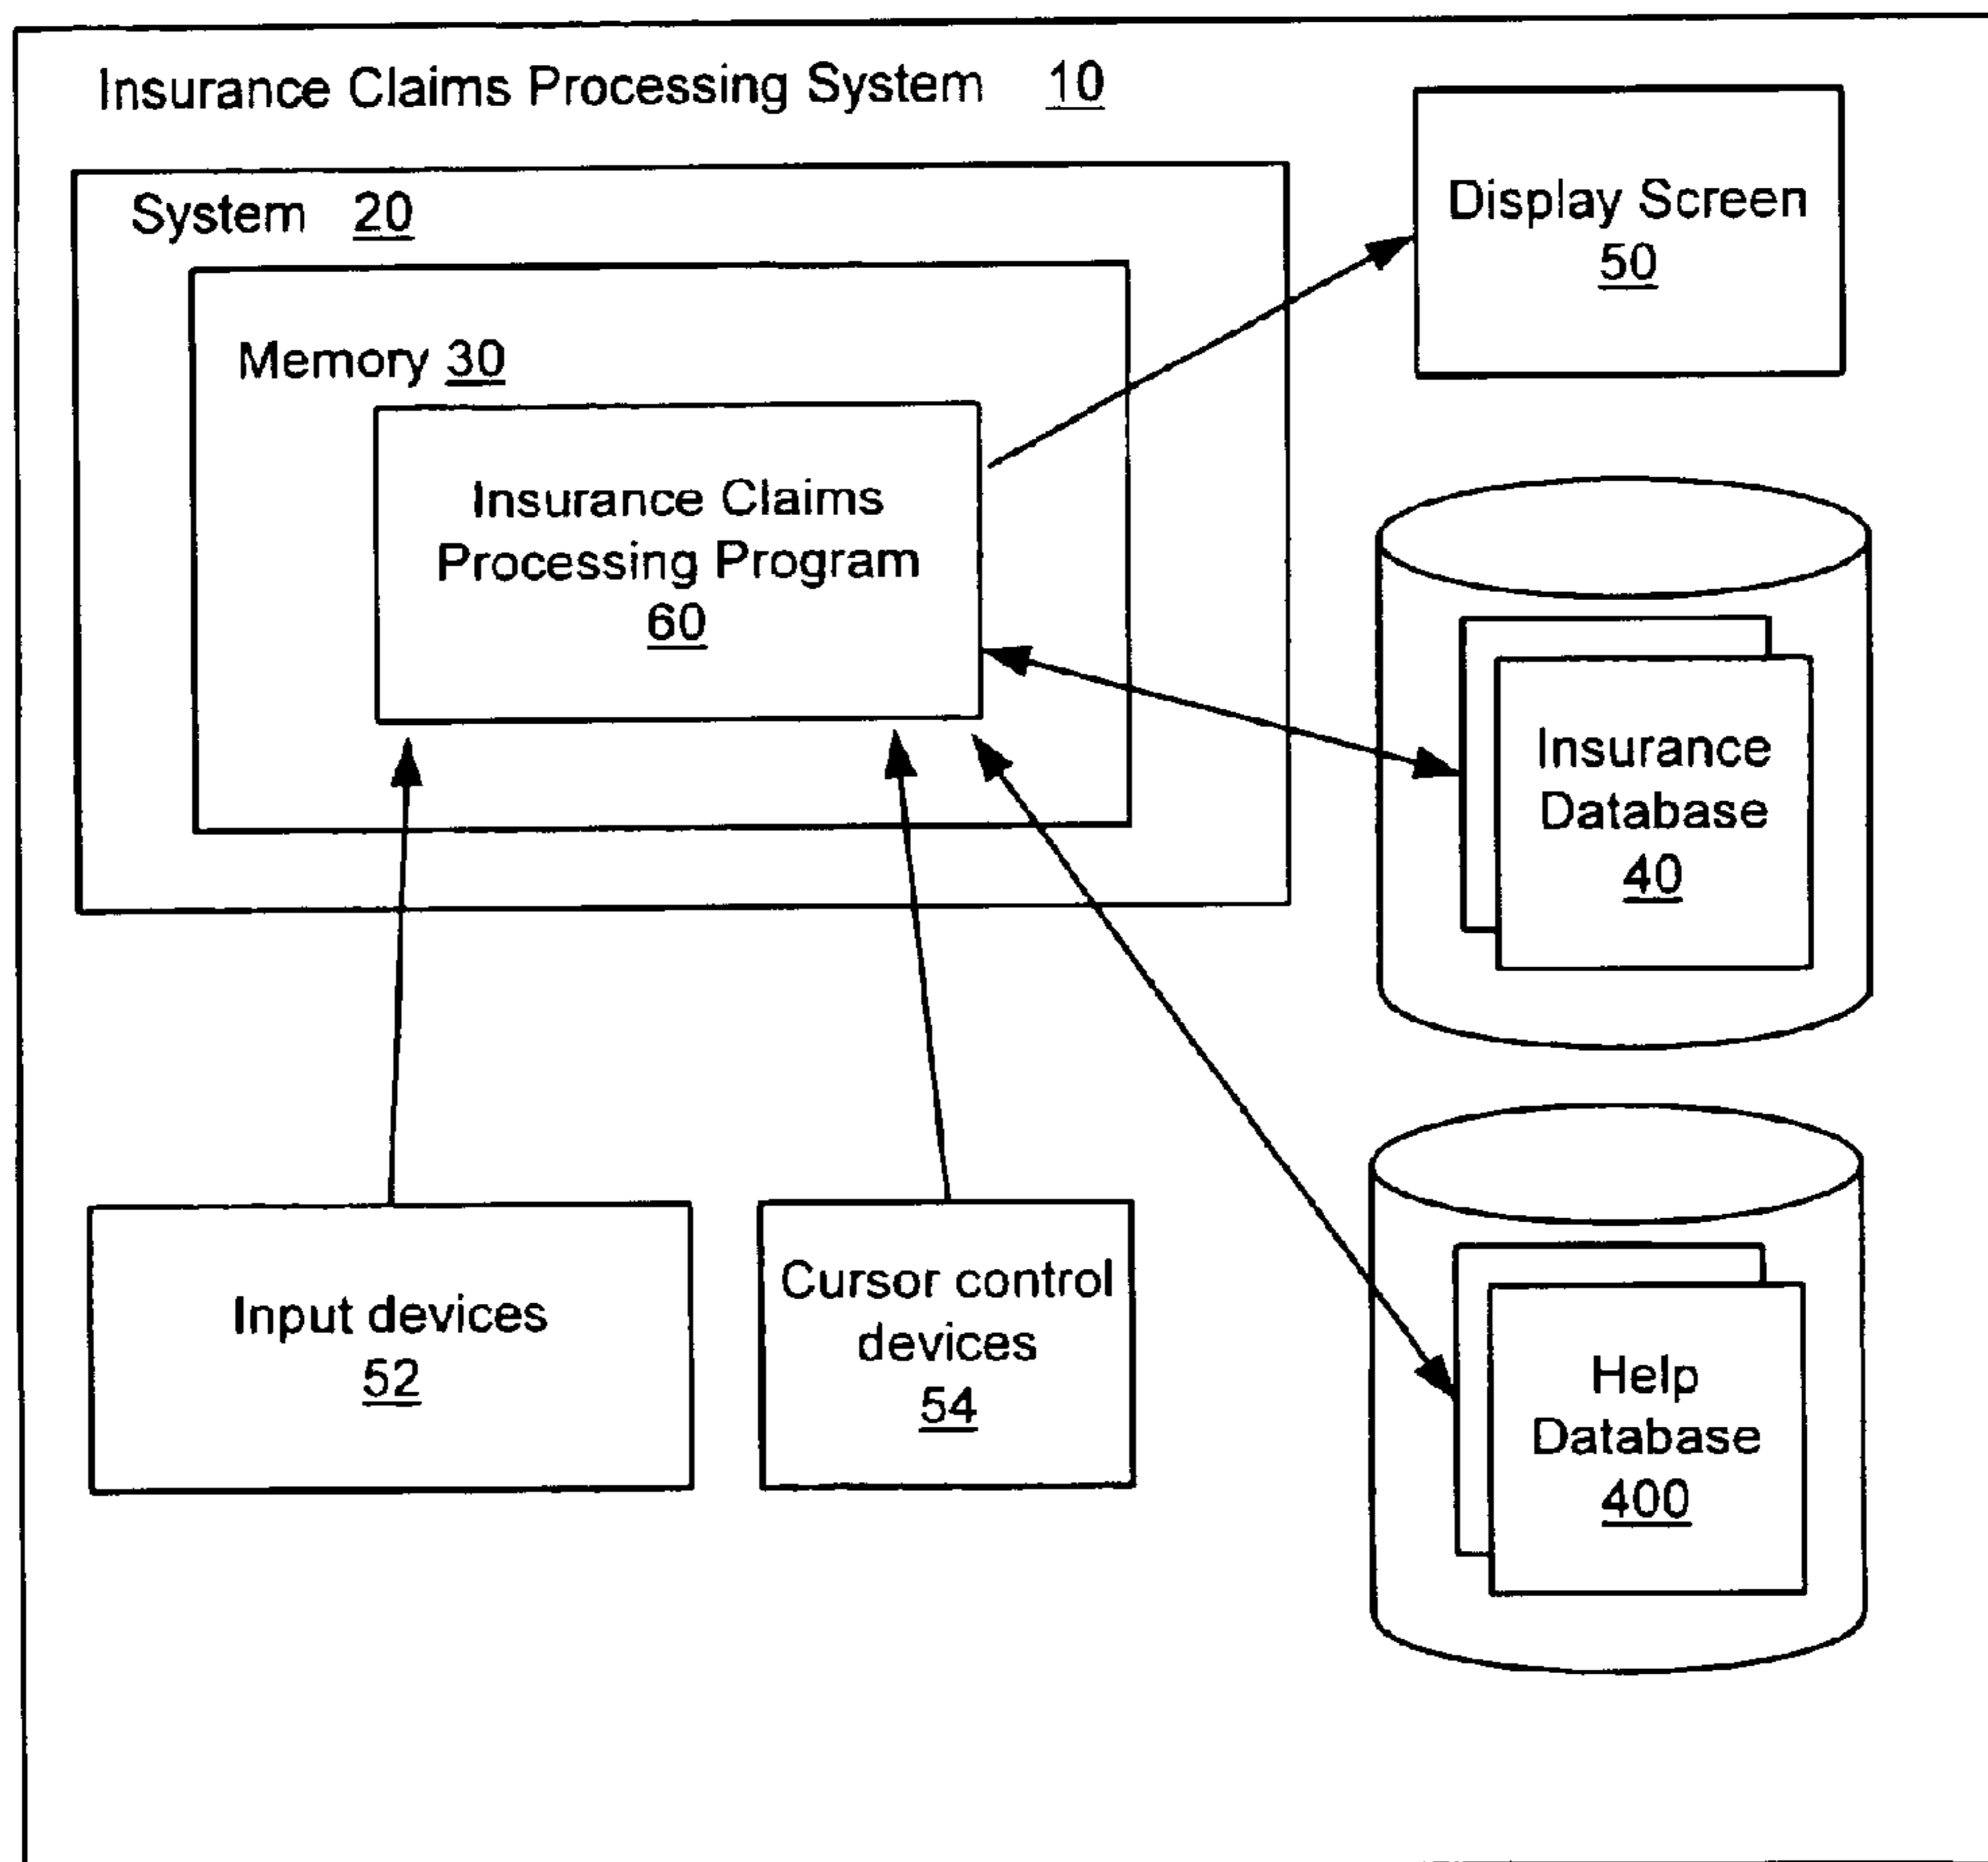 Insurance Claims Processing System 10
System 20
Display Screen
50
Memory 30
Insurance Claims
Processing Program
60
Insurance
Database
40
Input devices
52
Cursor control
devices
54
Help
Database
400